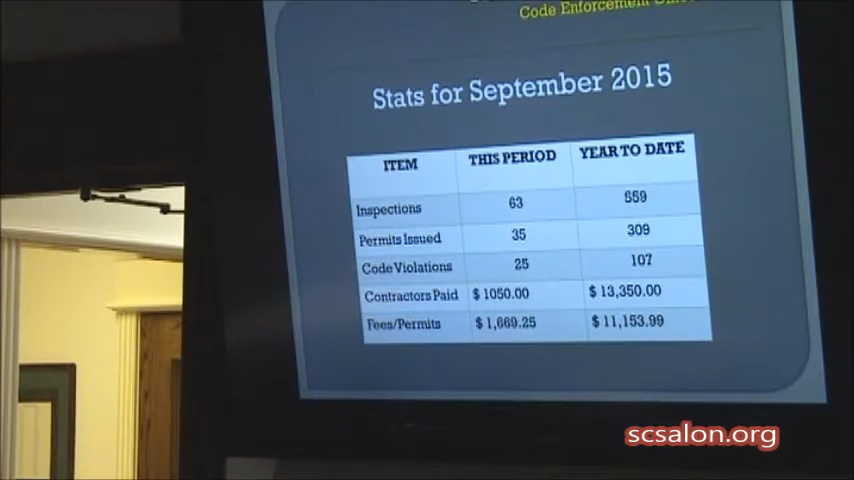 Code Enforcement
Stats for September 2015
ITEM THIS PERIOD YEAR TO DATE
Inspections 63 559
Permits Issued 35 309
Code Violations 25 107
Contractors Paid $ 1050.00 $ 13,350.00
Fees/Permits $ 1,669.25 $ 11,153.99
scsalon.org